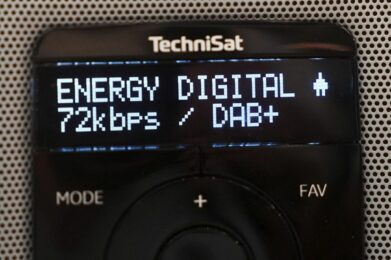 TechniSat
ENERGY DIGITAL
72kbps / DAB+
MODE + FAV